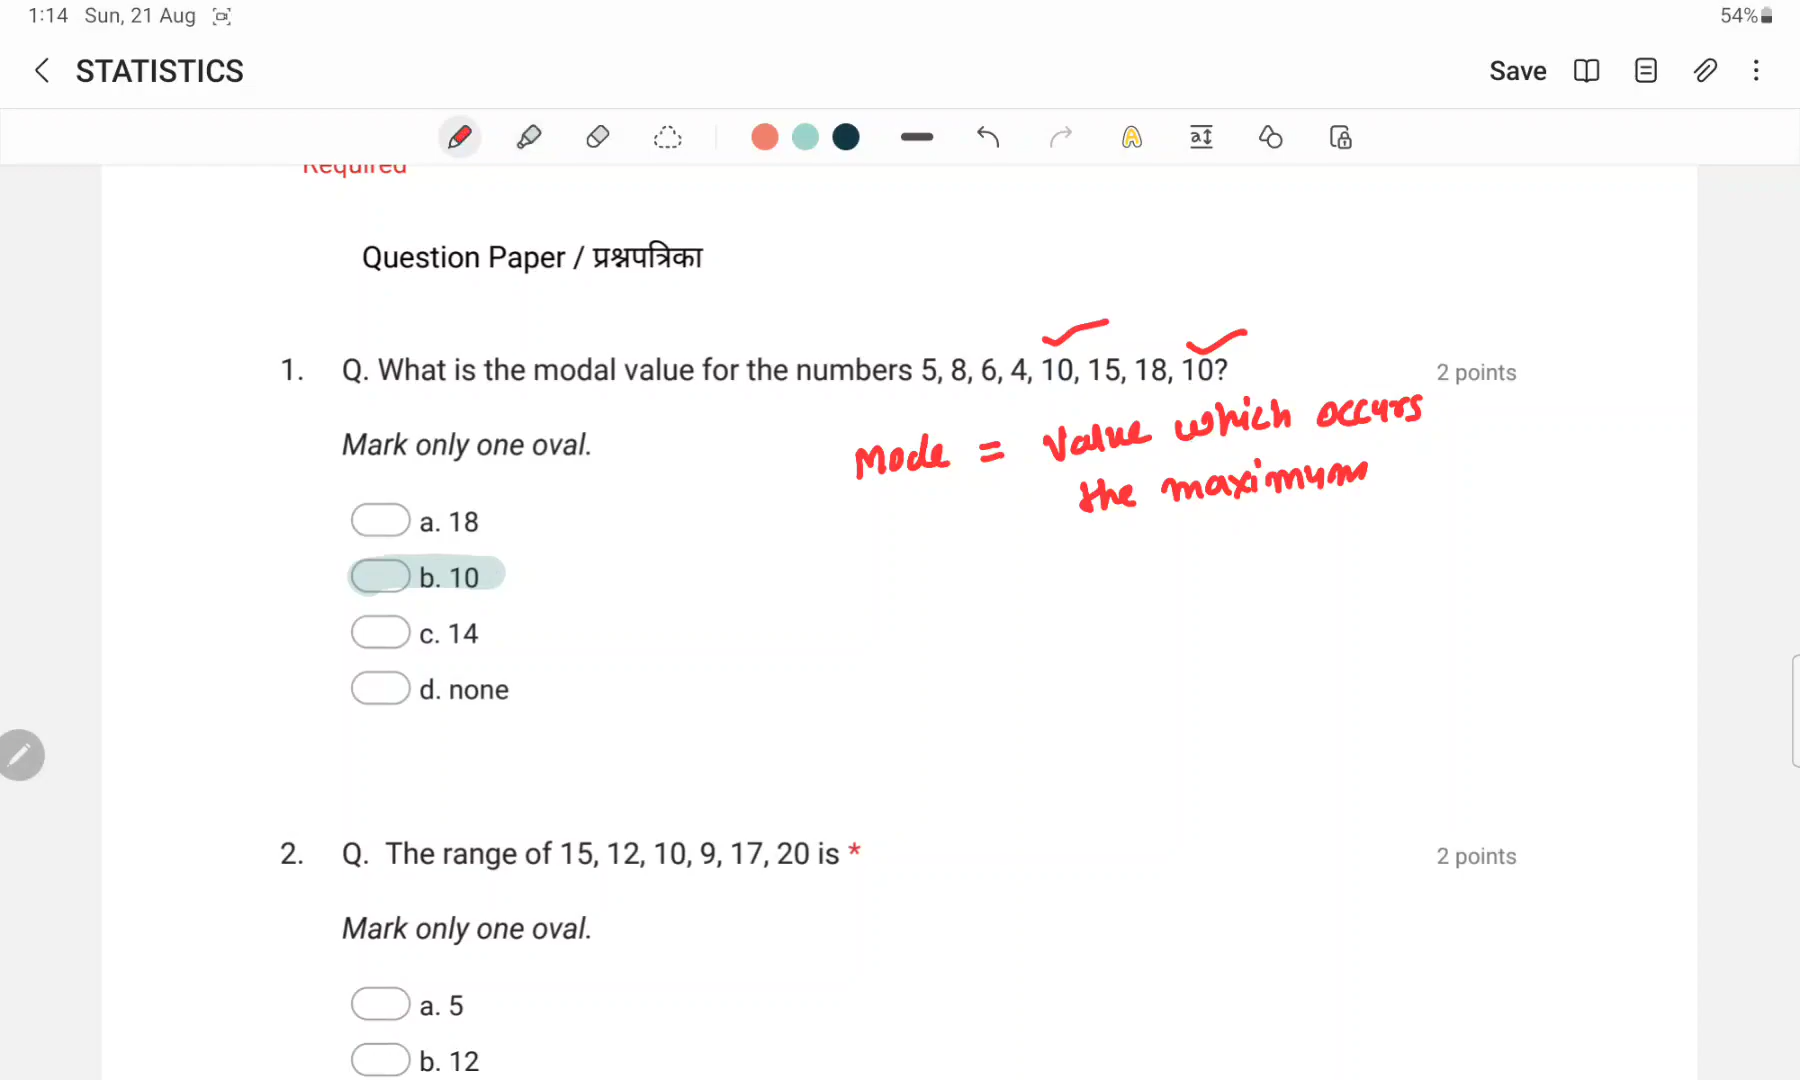 1:14 Sun, 21 Aug
54%
STATISTICS
Save
Required
Question Paper / प्रश्नपत्रिका
1. Q. What is the modal value for the numbers 5, 8, 6, 4, 10, 15, 18, 10? 2 points
Mode = Value which occurs
the maximum
Mark only one oval.
a. 18
b. 10
c. 14
d. none
2. Q. The range of 15, 12, 10, 9, 17, 20 is * 2 points
Mark only one oval.
a. 5
b. 12